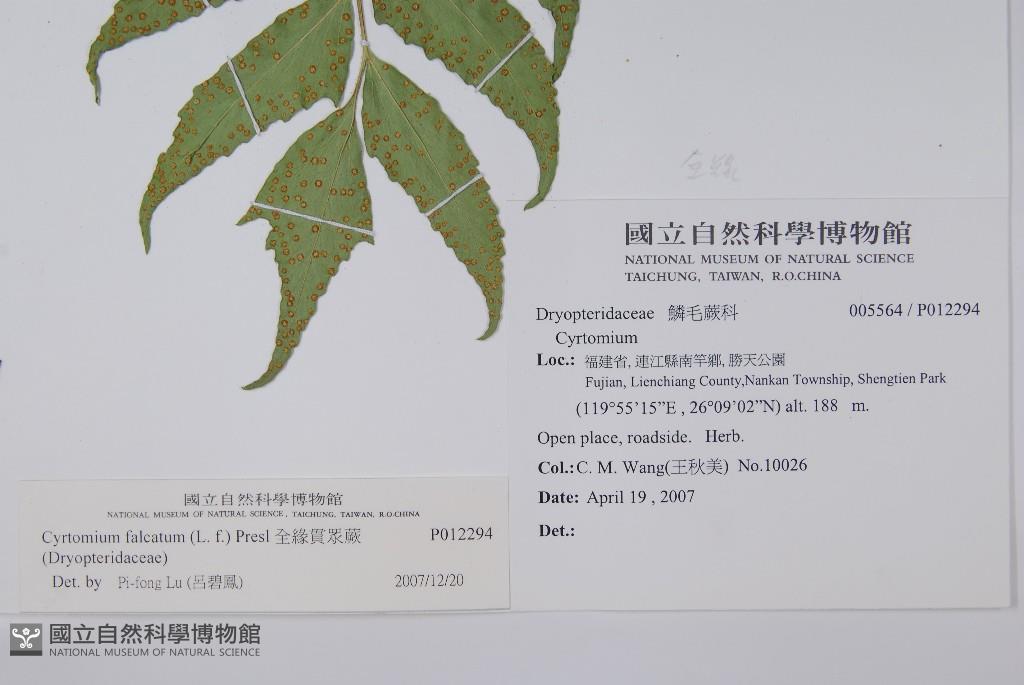 全緣
國立自然科學博物館
NATIONAL MUSEUM OF NATURAL SCIENCE
TAICHUNG, TAIWAN, R.O.CHINA
Dryopteridaceae 鱗毛蕨科 005564 / P012294
Cyrtomium
Loc.: 福建省, 連江縣南竿鄉, 勝天公園
Fujian, Lienchiang County,Nankan Township, Shengtien Park
(119°55’15”E , 26°09’02”N) alt. 188 m.
Open place, roadside. Herb.
Col.: C. M. Wang(王秋美) No.10026
Date: April 19 , 2007
Det.:
國立自然科學博物館
NATIONAL MUSEUM OF NATURAL SCIENCE , TAICHUNG, TAIWAN, R.O.CHINA
Cyrtomium falcatum (L. f.) Presl 全緣貫眾蕨 P012294
(Dryopteridaceae)
Det. by Pi-fong Lu (呂碧鳳) 2007/12/20
國立自然科學博物館
NATIONAL MUSEUM OF NATURAL SCIENCE